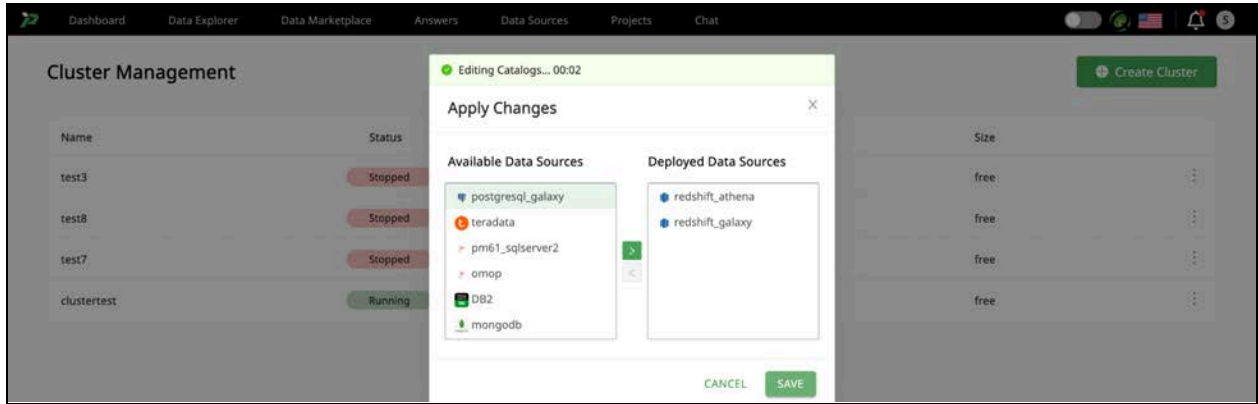 Dashboard Data Explorer Data Marketplace Answers Data Sources Projects Chat S
Editing Catalogs... 00:02
Cluster Management
Create Cluster
Apply Changes
Name Status Size
Available Data Sources Deployed Data Sources
test3 Stopped free
postgresql_galaxy redshift_athena
test8 Stopped free
teradata redshift_galaxy
pm61_sqlserver2
test7 Stopped free
omop
DB2
clustertest Running free
mongodb
CANCEL SAVE